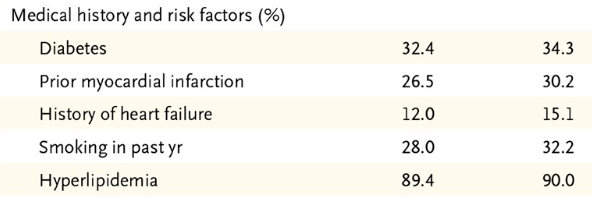 Medical history and risk factors (%)
Diabetes 32.4 34.3
Prior myocardial infarction 26.5 30.2
History of heart failure 12.0 15.1
Smoking in past yr 28.0 32.2
Hyperlipidemia 89.4 90.0